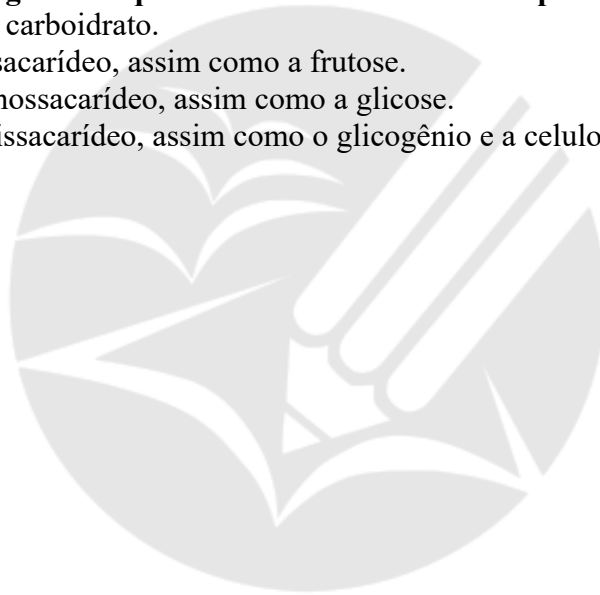 carboidrato.
sacarídeo, assim como a frutose.
nossacarídeo, assim como a glicose.
issacarídeo, assim como o glicogênio e a celulo